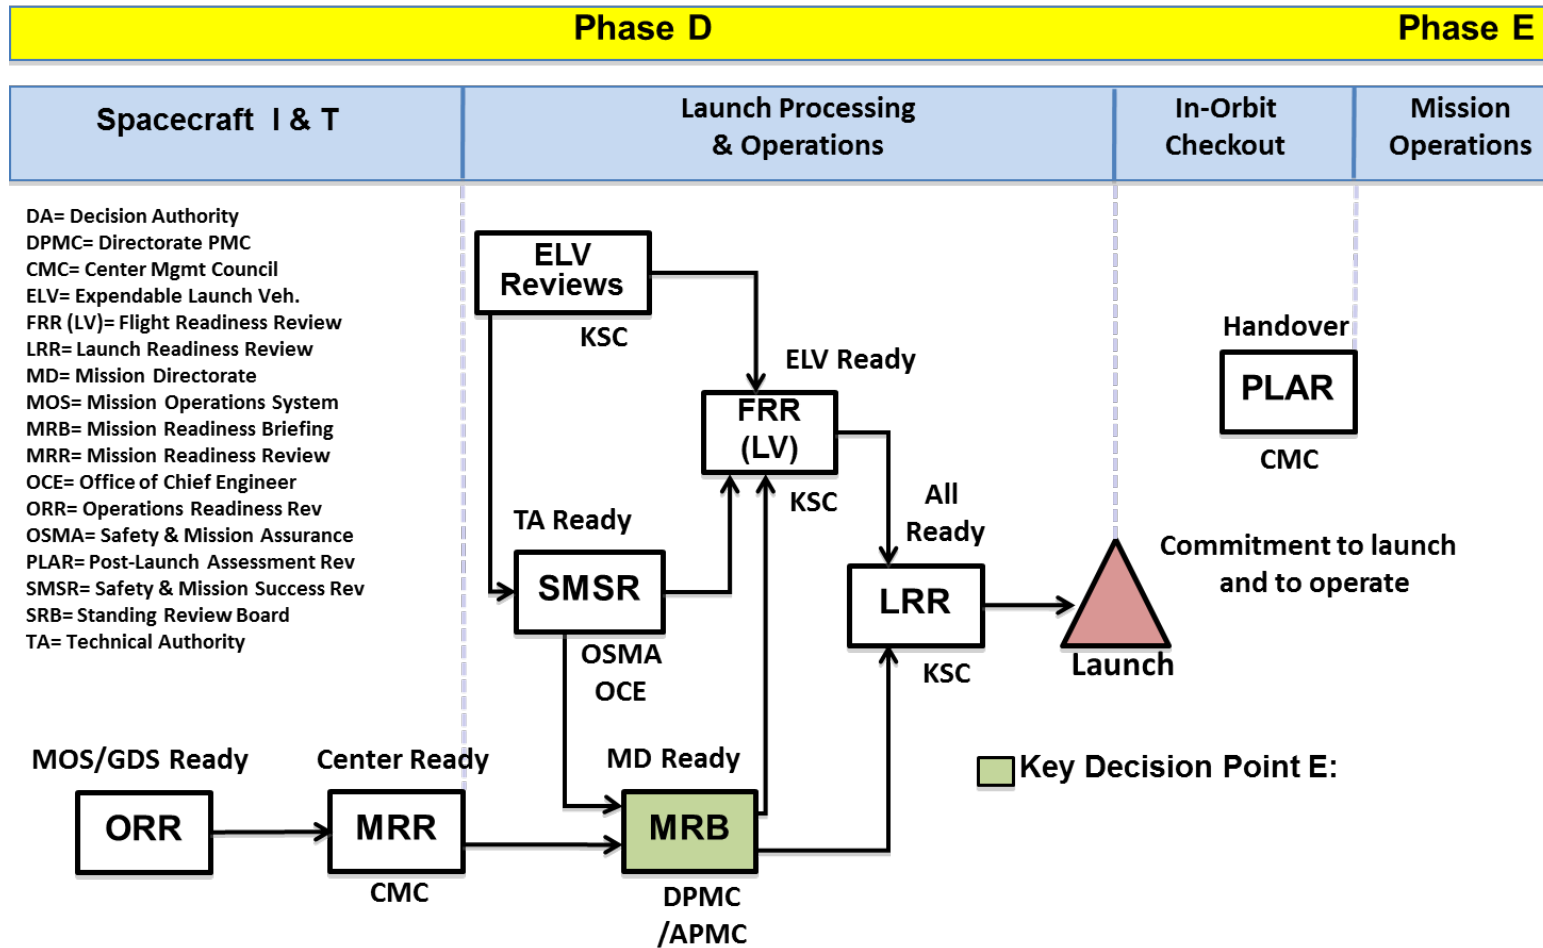 Phase D
Phase E
Spacecraft I & T
Launch Processing
& Operations
In-Orbit
Checkout
Mission
Operations
DA= Decision Authority
DPMC= Directorate PMC
CMC= Center Mgmt Council
ELV= Expendable Launch Veh.
FRR (LV)= Flight Readiness Review
LRR= Launch Readiness Review
MD= Mission Directorate
MOS= Mission Operations System
MRB= Mission Readiness Briefing
MRR= Mission Readiness Review
OCE= Office of Chief Engineer
ORR= Operations Readiness Rev
OSMA= Safety & Mission Assurance
PLAR= Post-Launch Assessment Rev
SMSR= Safety & Mission Success Rev
SRB= Standing Review Board
TA= Technical Authority
ELV
Reviews
KSC
ELV Ready
FRR
(LV)
KSC
Handover
PLAR
CMC
TA Ready
SMSR
OSMA
OCE
All
Ready
LRR
KSC
Commitment to launch
and to operate
Launch
MOS/GDS Ready
ORR
Center Ready
MRR
CMC
MD Ready
MRB
DPMC
/APMC
Key Decision Point E: